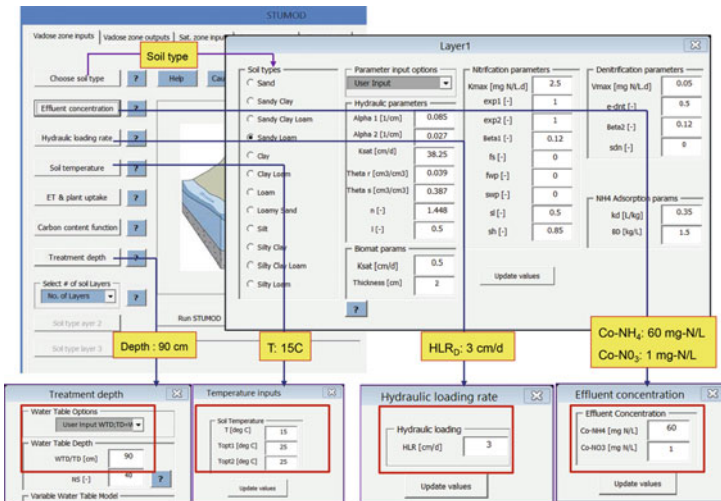 STUMOD
Vadose zone inputs
Vadose zone outputs
Sat. zone inpu
Choose soil type
?
Help
Cau
Effluent concentration
?
Hydraulic loading rate
?
Soil temperature
?
ET & plant uptake
?
Carbon content function
?
Treatment depth
?
Select # of soil Layers
No. of Layers
?
Soil type layer 2
Soil type layer 3
Run STUMOD
Soil type
Layer1
Soil types
Sand
Sandy Clay
Sandy Clay Loam
Sandy Loam
Clay
Clay Loam
Loam
Loamy Sand
Silt
Silty Clay
Silty Clay Loam
Silty Loam
Parameter input options
User Input
Hydraulic parameters
Alpha 1 [1/cm] 0.085
Alpha 2 [1/cm] 0.027
Ksat [cm/d] 38.25
Theta r [cm3/cm3] 0.039
Theta s [cm3/cm3] 0.387
n [-] 1.448
l [-] 0.5
Biomat params
Ksat [cm/d] 0.5
Thickness [cm] 2
?
Nitrification parameters
Kmax [mg N/L.d] 2.5
exp1 [-] 1
exp2 [-] 1
Beta1 [-] 0.12
fs [-] 0
fwp [-] 0
swp [-] 0
sl [-] 0.5
sh [-] 0.85
Update values
Denitrification parameters
Vmax [mg N/L.d] 0.05
e-dnt [-] 0.5
Beta2 [-] 0.12
sdn [-] 0
NH4 Adsorption params
kd [L/kg] 0.35
BD [kg/L] 1.5
Depth : 90 cm
T: 15C
HLR_D: 3 cm/d
Co-NH₄: 60 mg-N/L
Co-N0₃: 1 mg-N/L
Treatment depth
Water Table Options
User Input WTD;TD=W
Water Table Depth
WTD/TD [cm] 90
NS [-] 40
?
Variable Water Table Model
Temperature inputs
Soil Temperature
T [deg C] 15
Topt1 [deg C] 25
Topt2 [deg C] 25
Update values
Hydraulic loading rate
Hydraulic loading
HLR [cm/d] 3
Update values
Effluent concentration
Effluent Concentration
Co-NH4 [mg N/L] 60
Co-NO3 [mg N/L] 1
Update values